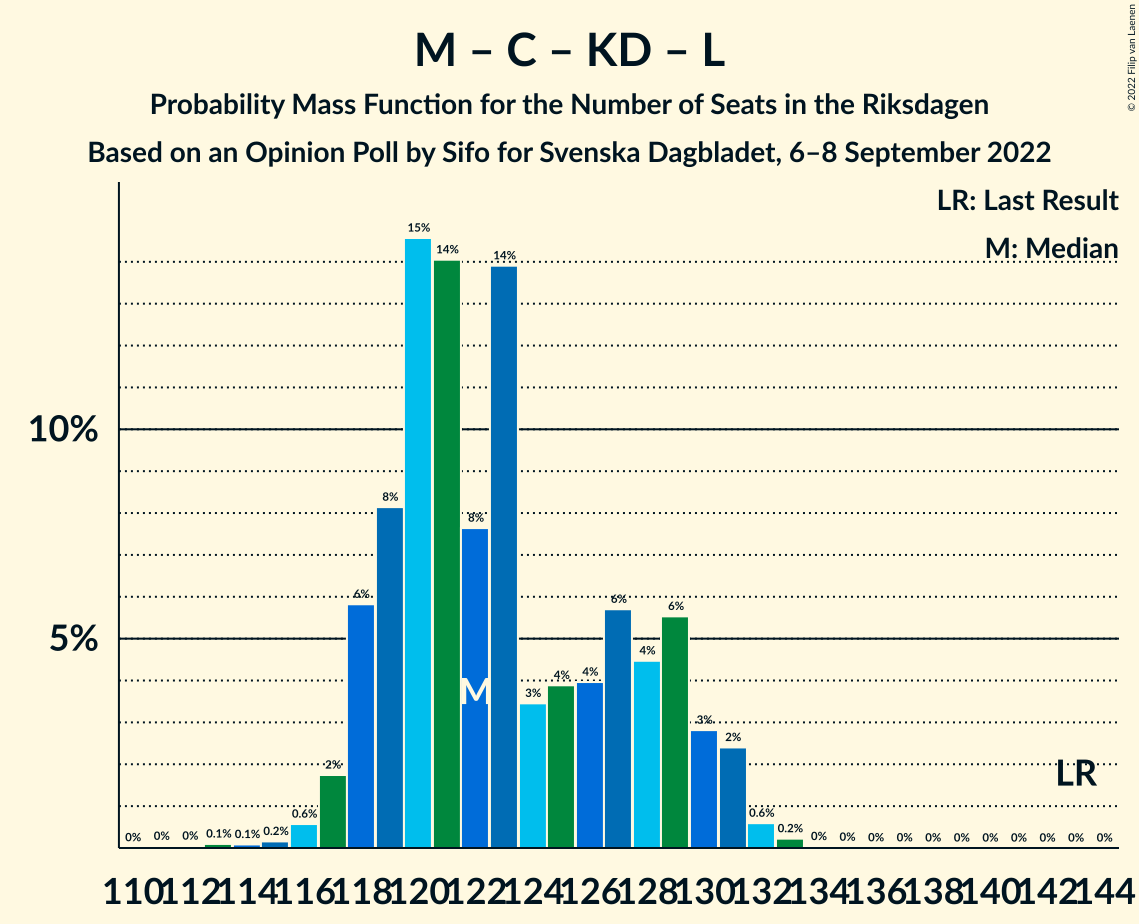 M – C – KD – L
Probability Mass Function for the Number of Seats in the Riksdagen
Based on an Opinion Poll by Sifo for Svenska Dagbladet, 6–8 September 2022
© 2022 Filip van Laenen
LR: Last Result
M: Median
10%
5%
0% 0% 0% 0.1% 0.1% 0.2% 0.6% 2% 6% 8% 15% 14% 8% 14% 3% 4% 4% 6% 4% 6% 3% 2% 0.6% 0.2% 0% 0% 0% 0% 0% 0% 0% 0% 0% 0% 0%
M
LR
110 112 114 116 118 120 122 124 126 128 130 132 134 136 138 140 142 144